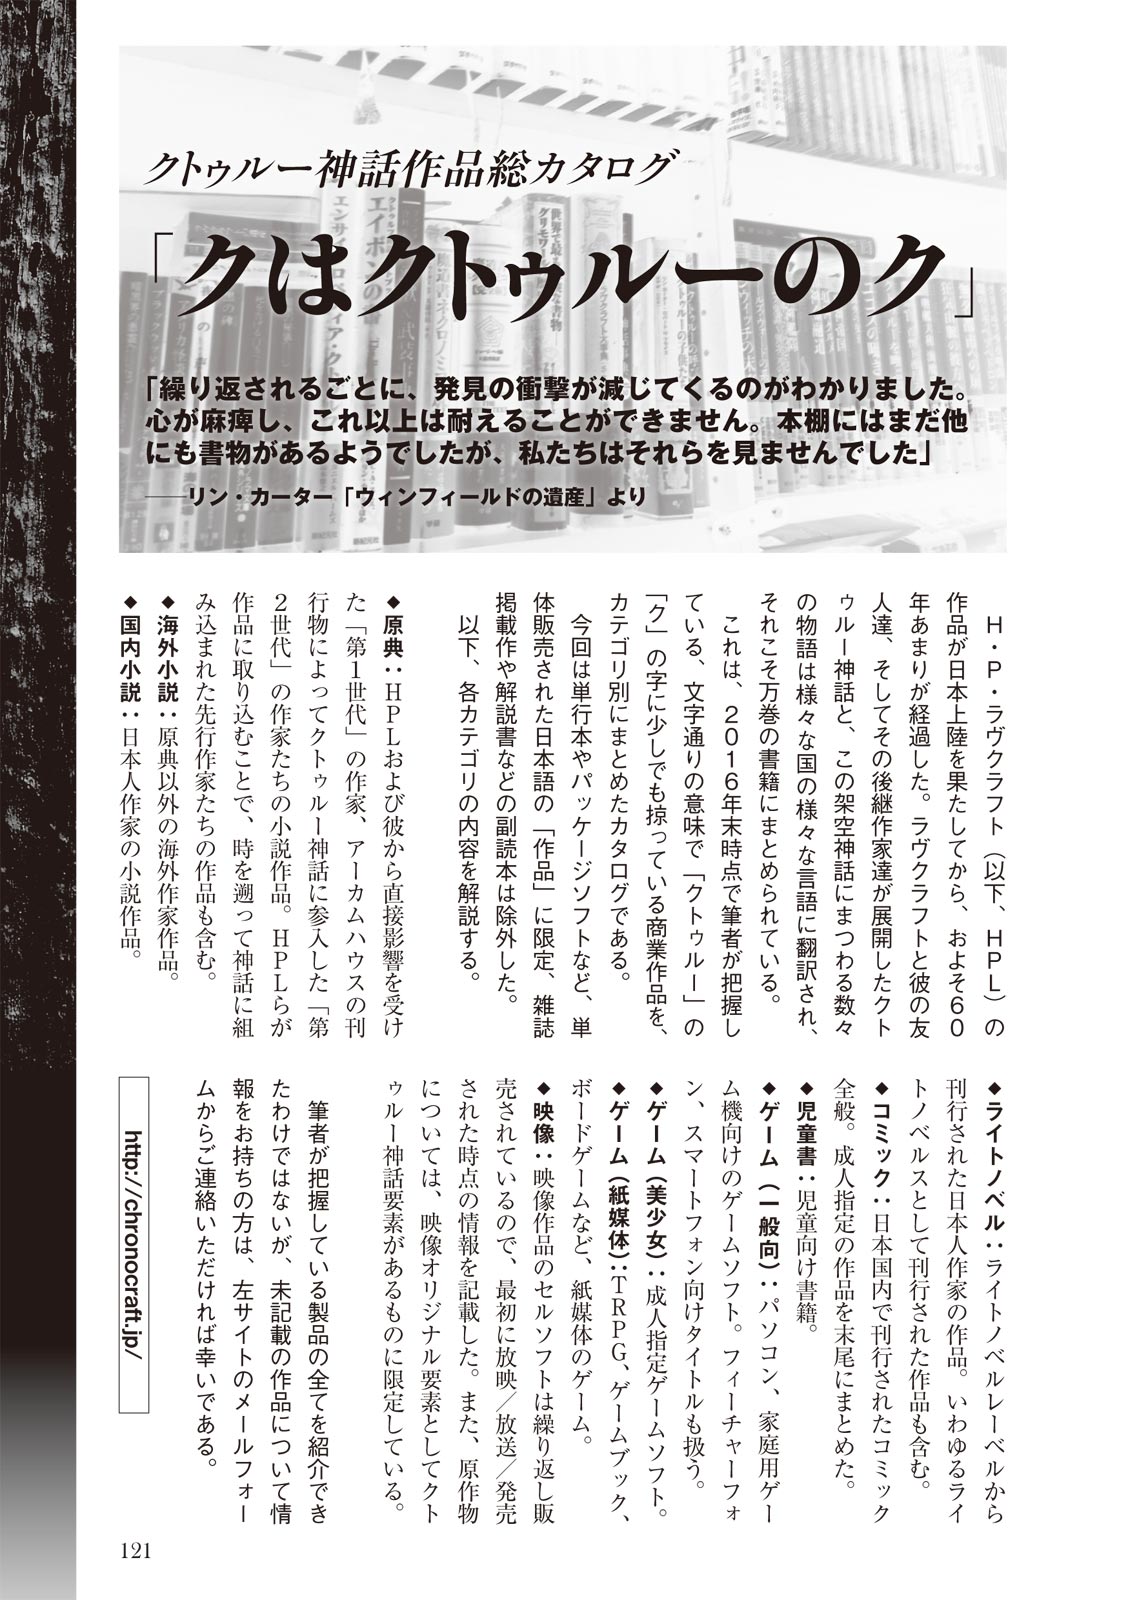 クトゥルー神話作品総カタログ
「クはクトゥルーのク」
「繰り返されるごとに、発見の衝撃が減じてくるのがわかりました。
心が麻痺し、これ以上は耐えることができません。本棚にはまだ他
にも書物があるようでしたが、私たちはそれらを見ませんでした」
──リン・カーター「ウィンフィールドの遺産」より
Ｈ・Ｐ・ラヴクラフト（以下、ＨＰＬ）の
作品が日本上陸を果たしてから、およそ６０
年あまりが経過した。ラヴクラフトと彼の友
人達、そしてその後継作家達が展開したクト
ゥルー神話と、この架空神話にまつわる数々
の物語は様々な国の様々な言語に翻訳され、
それこそ万巻の書籍にまとめられている。
これは、２０１６年末時点で筆者が把握し
ている、文字通りの意味で「クトゥルー」の
「ク」の字に少しでも掠っている商業作品を、
カテゴリ別にまとめたカタログである。
今回は単行本やパッケージソフトなど、単
体販売された日本語の「作品」に限定、雑誌
掲載作や解説書などの副読本は除外した。
以下、各カテゴリの内容を解説する。
◆原典：ＨＰＬおよび彼から直接影響を受け
た「第１世代」の作家、アーカムハウスの刊
行物によってクトゥルー神話に参入した「第
２世代」の作家たちの小説作品。ＨＰＬらが
作品に取り込むことで、時を遡って神話に組
み込まれた先行作家たちの作品も含む。
◆海外小説：原典以外の海外作家作品。
◆国内小説：日本人作家の小説作品。
◆ライトノベル：ライトノベルレーベルから
刊行された日本人作家の作品。いわゆるライ
トノベルスとして刊行された作品も含む。
◆コミック：日本国内で刊行されたコミック
全般。成人指定の作品を末尾にまとめた。
◆児童書：児童向け書籍。
◆ゲーム（一般向）：パソコン、家庭用ゲー
ム機向けのゲームソフト。フィーチャーフォ
ン、スマートフォン向けタイトルも扱う。
◆ゲーム（美少女）：成人指定ゲームソフト。
◆ゲーム（紙媒体）：ＴＲＰＧ、ゲームブック、
ボードゲームなど、紙媒体のゲーム。
◆映像：映像作品のセルソフトは繰り返し販
売されているので、最初に放映／放送／発売
された時点の情報を記載した。また、原作物
については、映像オリジナル要素としてクト
ゥルー神話要素があるものに限定している。
筆者が把握している製品の全てを紹介でき
たわけではないが、未記載の作品について情
報をお持ちの方は、左サイトのメールフォー
ムからご連絡いただければ幸いである。
http://chronocraft.jp/
121